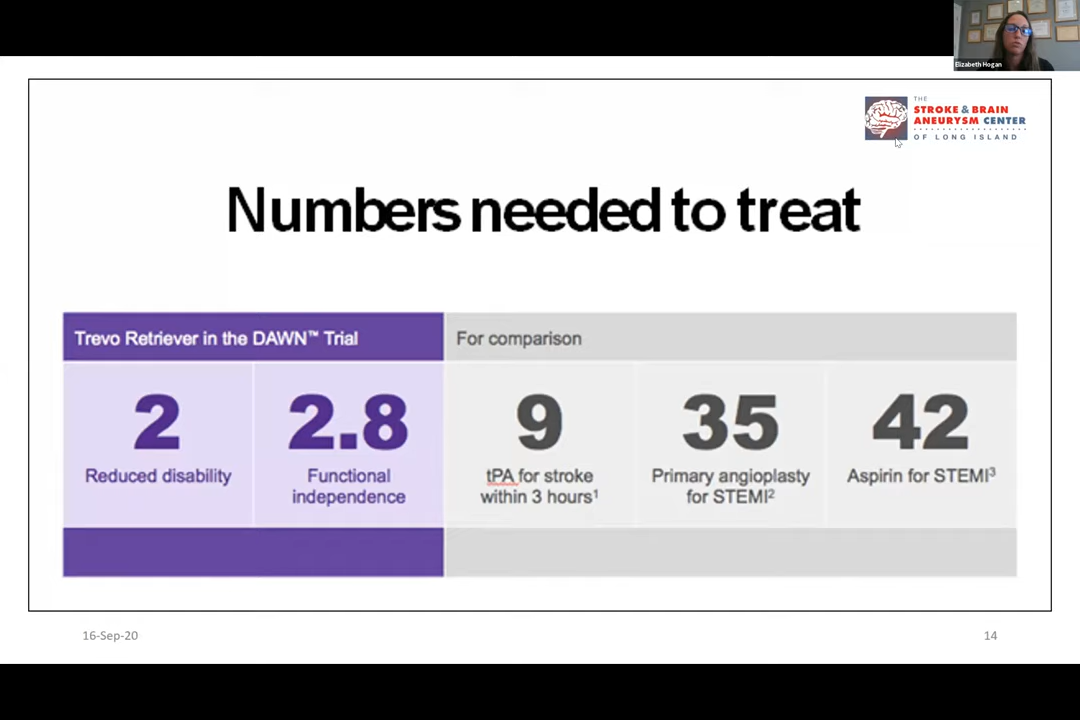 Elizabeth Hogan
THE
STROKE & BRAIN
ANEURYSM CENTER
OF LONG ISLAND
Numbers needed to treat
Trevo Retriever in the DAWN™ Trial
For comparison
2
Reduced disability
2.8
Functional
independence
9
tPA for stroke
within 3 hours¹
35
Primary angioplasty
for STEMI²
42
Aspirin for STEMI³
16-Sep-20
14